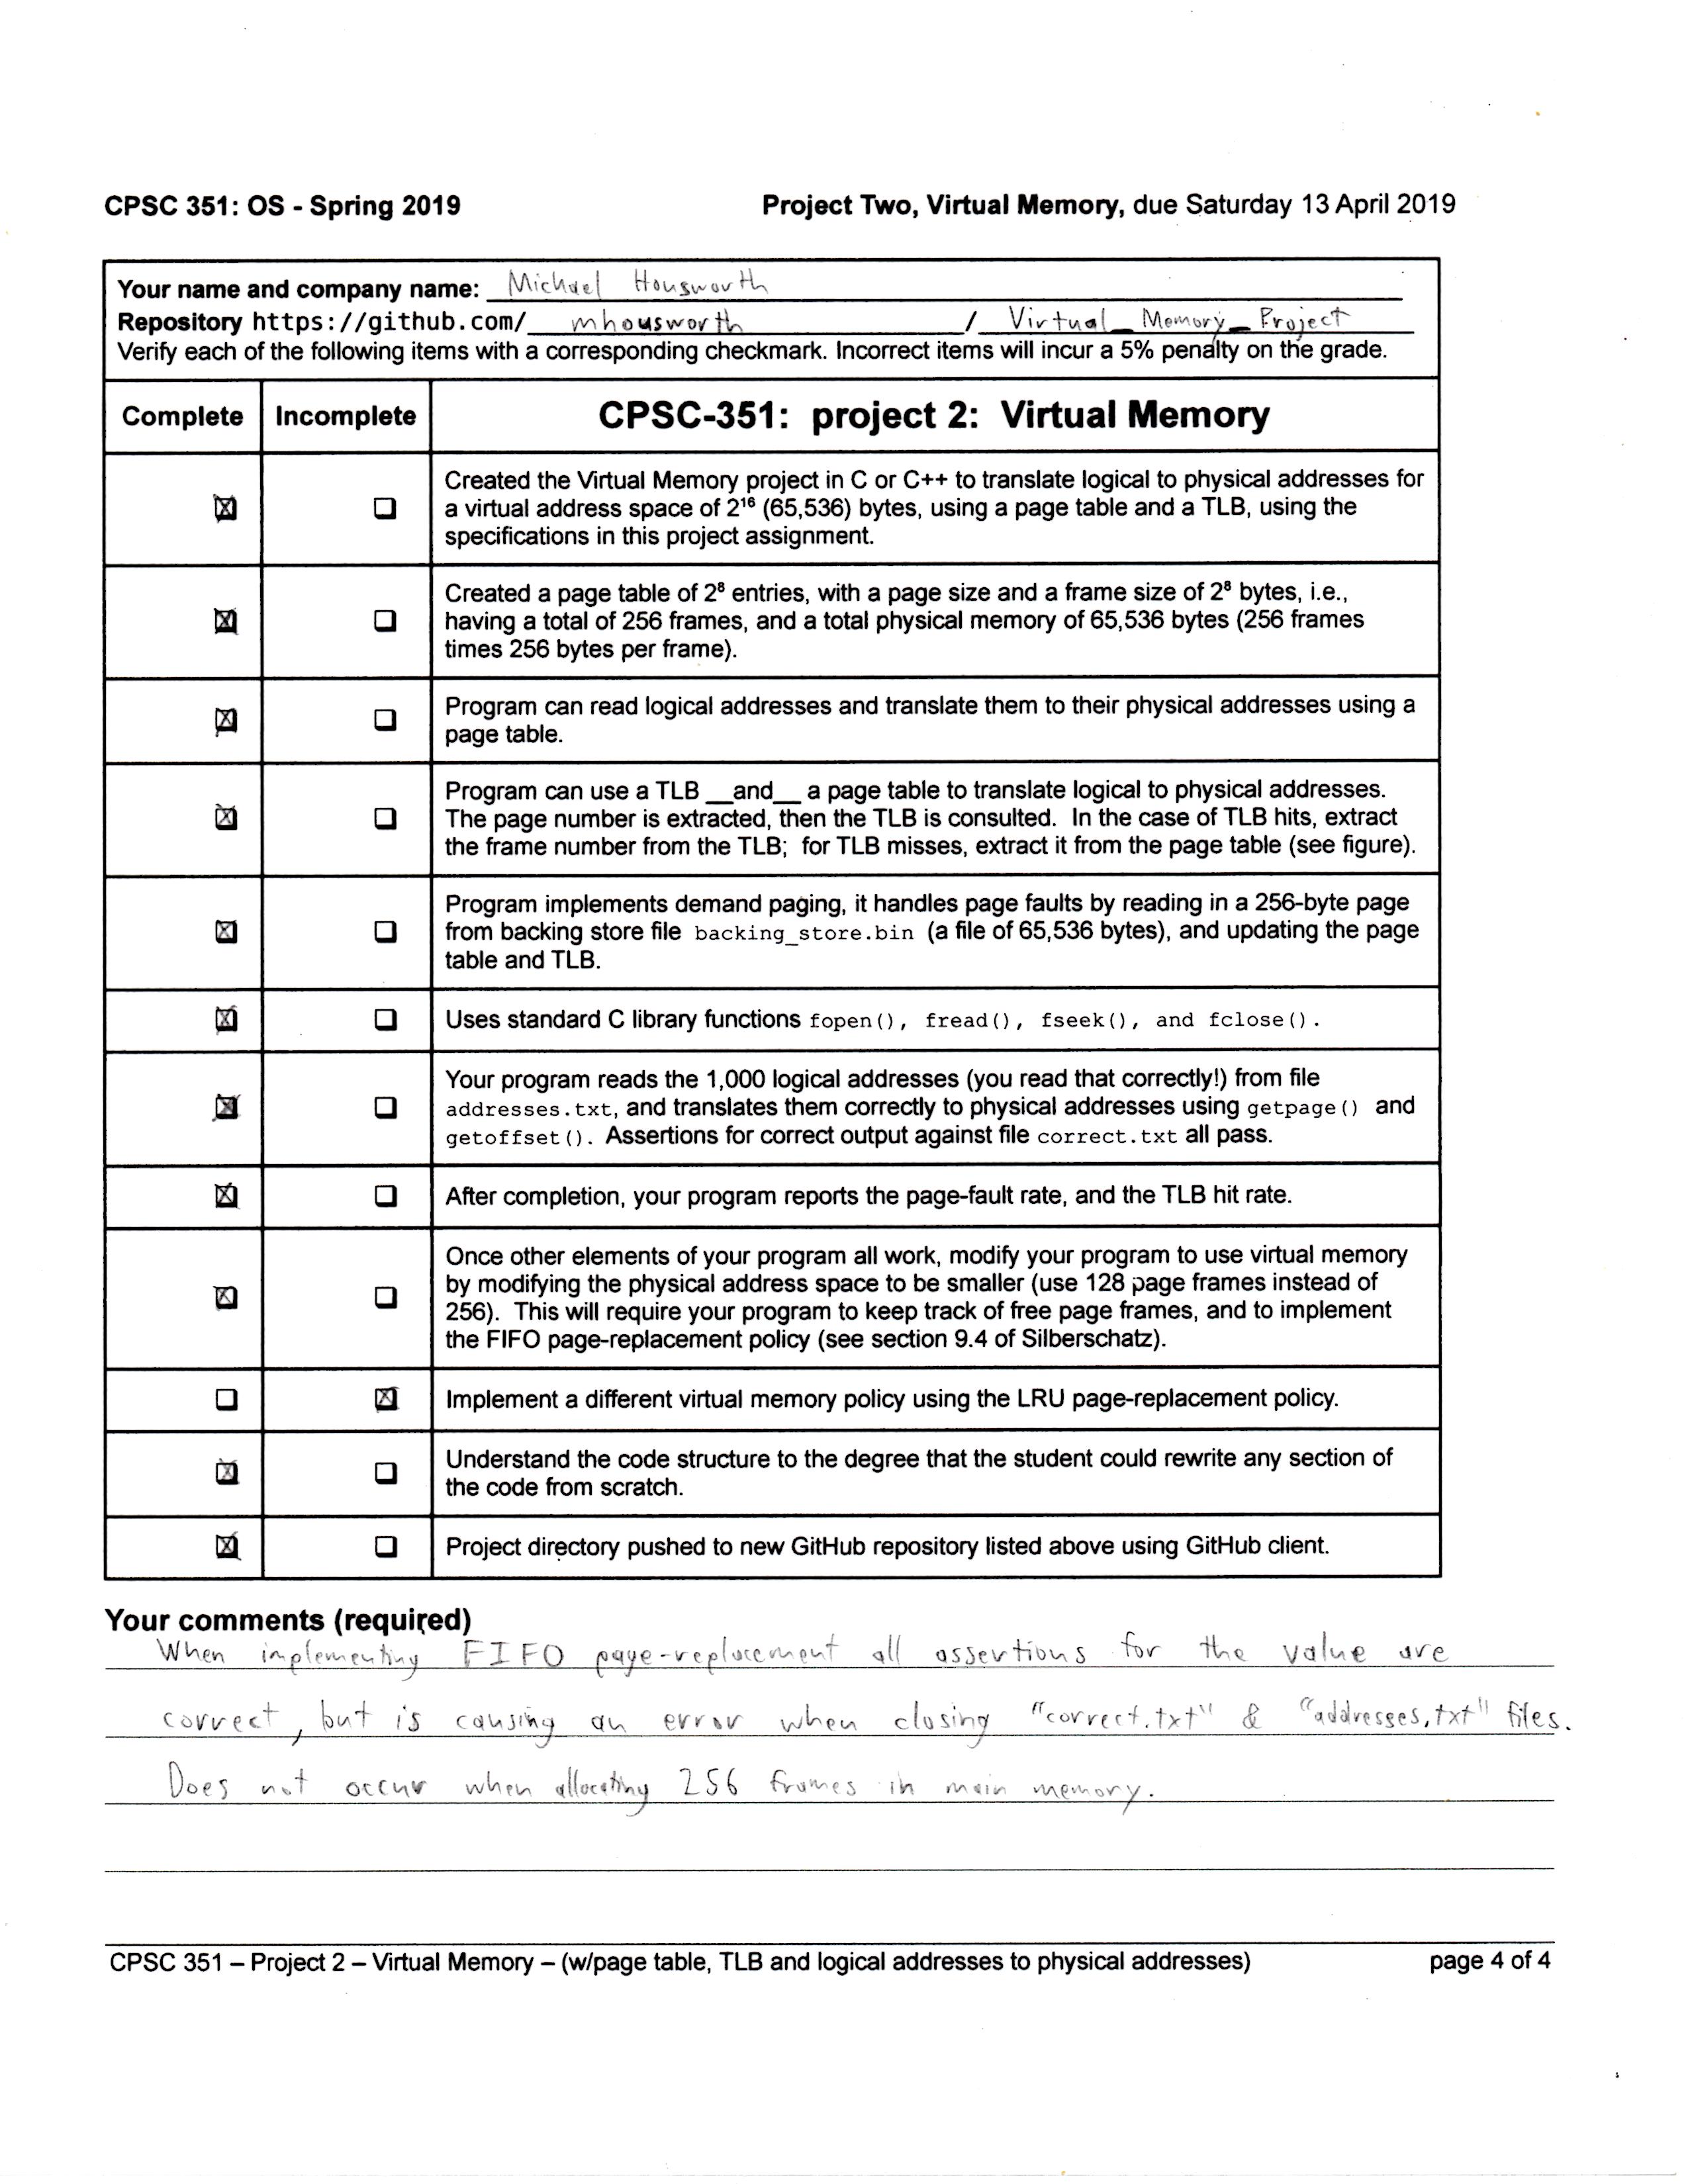 CPSC 351: OS - Spring 2019 Project Two, Virtual Memory, due Saturday 13 April 2019
Your name and company name: Michael Housworth
Repository https://github.com/ mhousworth / Virtual_Memory_Project
Verify each of the following items with a corresponding checkmark. Incorrect items will incur a 5% penalty on the grade.
Complete Incomplete CPSC-351: project 2: Virtual Memory
Created the Virtual Memory project in C or C++ to translate logical to physical addresses for
a virtual address space of 2¹⁶ (65,536) bytes, using a page table and a TLB, using the
specifications in this project assignment.
Created a page table of 2⁸ entries, with a page size and a frame size of 2⁸ bytes, i.e.,
having a total of 256 frames, and a total physical memory of 65,536 bytes (256 frames
times 256 bytes per frame).
Program can read logical addresses and translate them to their physical addresses using a
page table.
Program can use a TLB __and__ a page table to translate logical to physical addresses.
The page number is extracted, then the TLB is consulted. In the case of TLB hits, extract
the frame number from the TLB; for TLB misses, extract it from the page table (see figure).
Program implements demand paging, it handles page faults by reading in a 256-byte page
from backing store file backing_store.bin (a file of 65,536 bytes), and updating the page
table and TLB.
Uses standard C library functions fopen(), fread(), fseek(), and fclose().
Your program reads the 1,000 logical addresses (you read that correctly!) from file
addresses.txt, and translates them correctly to physical addresses using getpage() and
getoffset(). Assertions for correct output against file correct.txt all pass.
After completion, your program reports the page-fault rate, and the TLB hit rate.
Once other elements of your program all work, modify your program to use virtual memory
by modifying the physical address space to be smaller (use 128 page frames instead of
256). This will require your program to keep track of free page frames, and to implement
the FIFO page-replacement policy (see section 9.4 of Silberschatz).
Implement a different virtual memory policy using the LRU page-replacement policy.
Understand the code structure to the degree that the student could rewrite any section of
the code from scratch.
Project directory pushed to new GitHub repository listed above using GitHub client.
Your comments (required)
When implementing FIFO page-replacement all assertions for the value are
correct, but is causing an error when closing "correct.txt" & "addresses.txt" files.
Does not occur when allocating 256 frames in main memory.
CPSC 351 – Project 2 – Virtual Memory – (w/page table, TLB and logical addresses to physical addresses) page 4 of 4